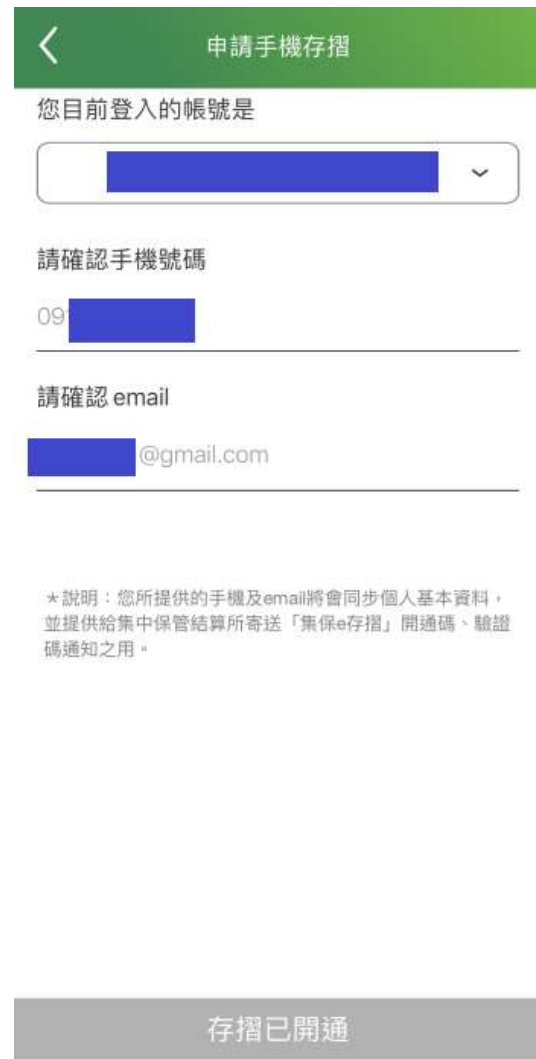 申請手機存摺
您目前登入的帳號是
請確認手機號碼
09
請確認 email
@gmail.com
＊說明：您所提供的手機及email將會同步個人基本資料，
並提供給集中保管結算所寄送「集保e存摺」開通碼、驗證
碼通知之用。
存摺已開通